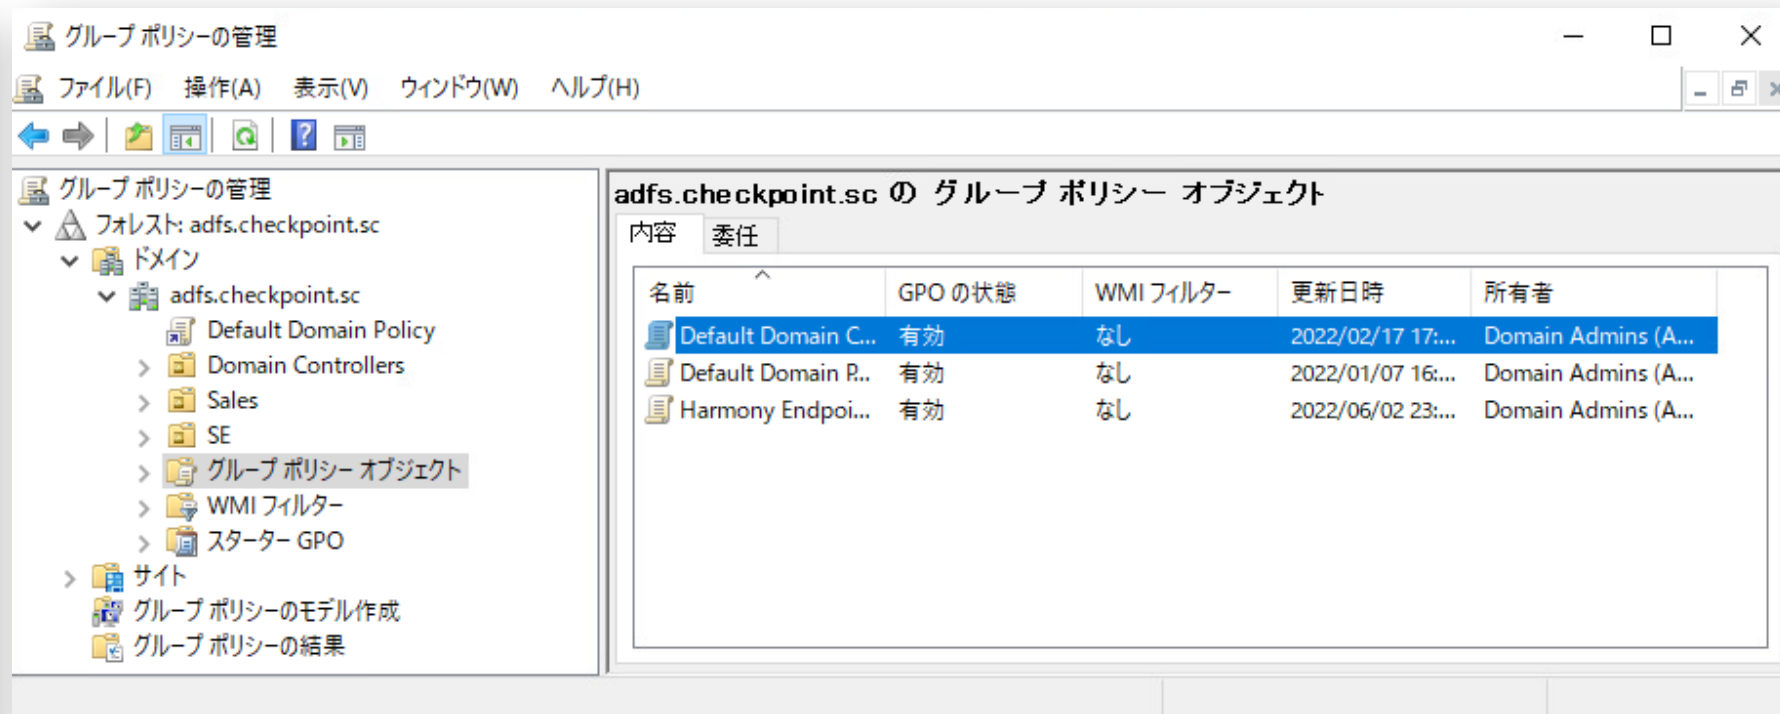 グループ ポリシーの管理
ファイル(F) 操作(A) 表示(V) ウィンドウ(W) ヘルプ(H)
グループ ポリシーの管理
フォレスト: adfs.checkpoint.sc
ドメイン
adfs.checkpoint.sc
Default Domain Policy
Domain Controllers
Sales
SE
グループ ポリシー オブジェクト
WMI フィルター
スターター GPO
サイト
グループ ポリシーのモデル作成
グループ ポリシーの結果
adfs.checkpoint.sc の グループ ポリシー オブジェクト
内容 委任
名前 GPO の状態 WMI フィルター 更新日時 所有者
Default Domain C... 有効 なし 2022/02/17 17:... Domain Admins (A...
Default Domain P... 有効 なし 2022/01/07 16:... Domain Admins (A...
Harmony Endpoi... 有効 なし 2022/06/02 23:... Domain Admins (A...